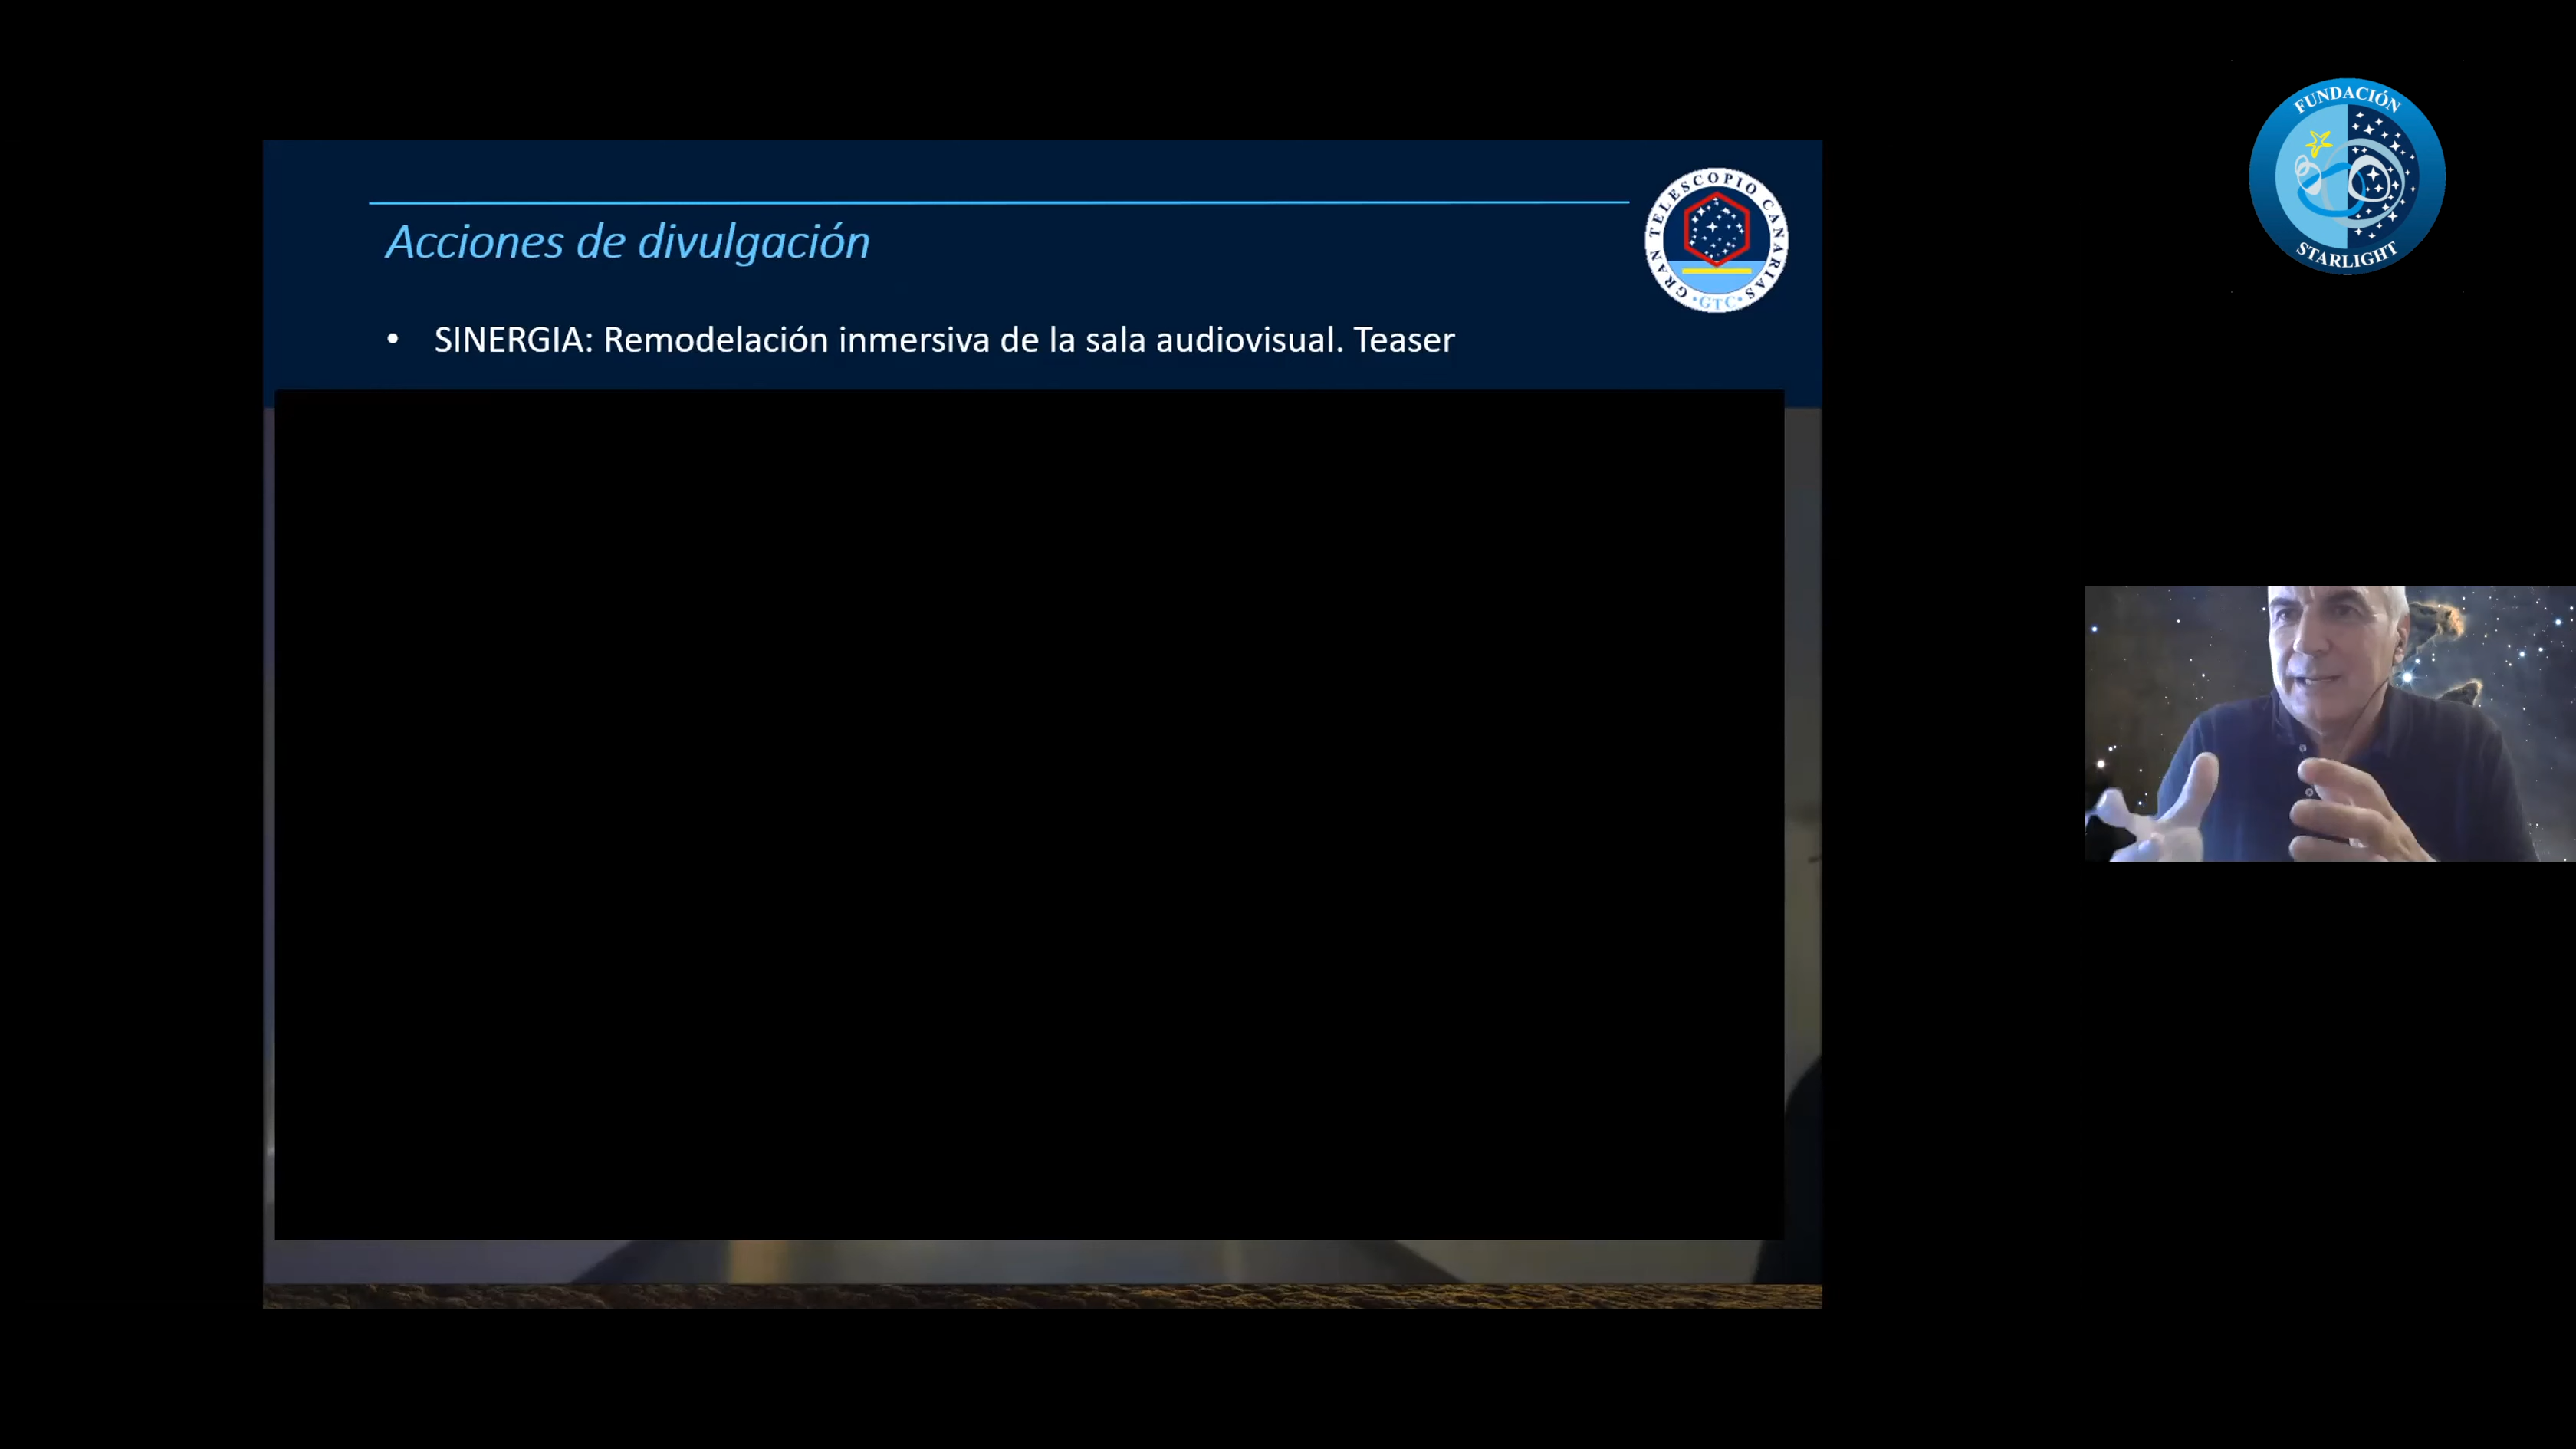 Acciones de divulgación
GRAN TELESCOPIO CANARIAS
•GTC•
• SINERGIA: Remodelación inmersiva de la sala audiovisual. Teaser
FUNDACIÓN
STARLIGHT